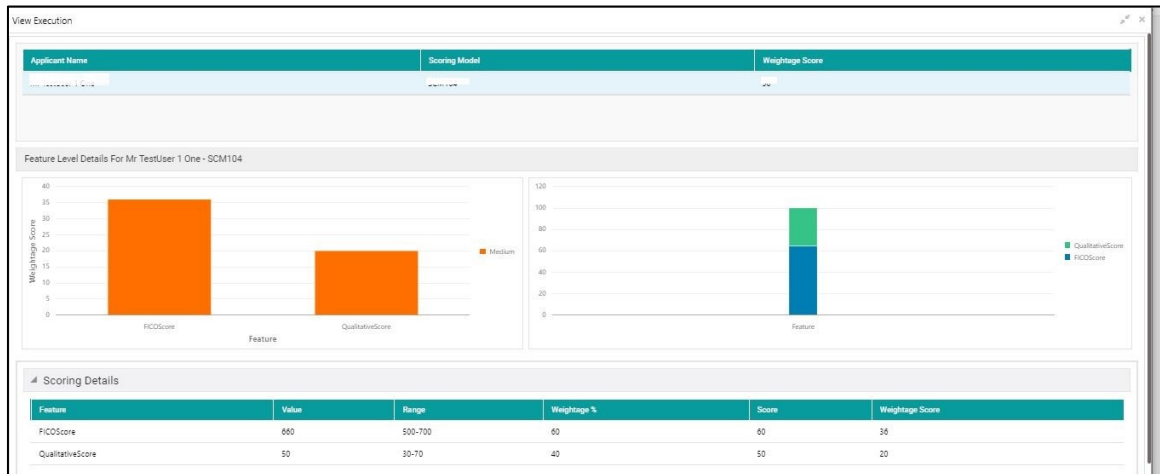 View Execution
Applicant Name Scoring Model Weightage Score
Feature Level Details For Mr TestUser 1 One - SCM104
40
35
30
25
20
15
10
5
0
Weightage Score
FICOScore QualitativeScore
Feature
Medium
120
100
80
60
40
20
0
Feature
QualitativeScore
FICOScore
Scoring Details
Feature Value Range Weightage % Score Weightage Score
FICOScore 660 500-700 60 60 36
QualitativeScore 50 30-70 40 50 20